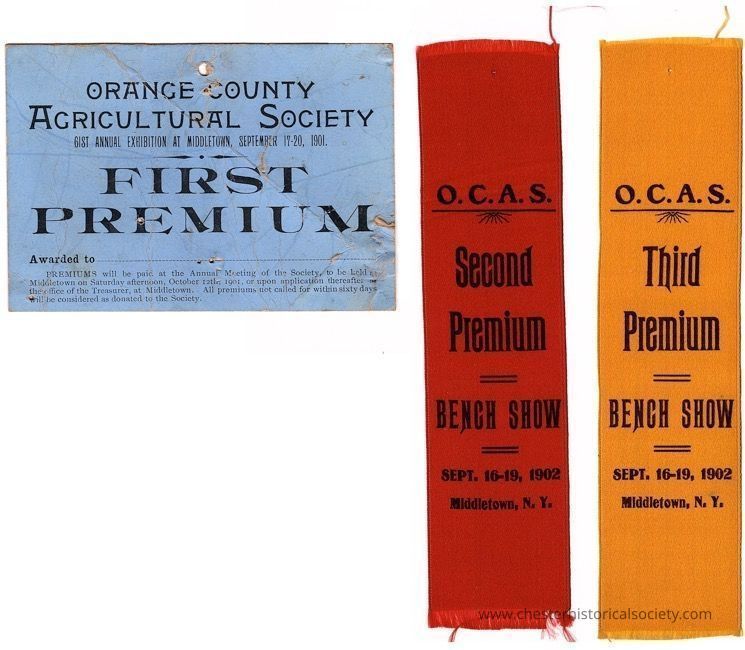 ORANGE COUNTY
AGRICULTURAL SOCIETY
61ST ANNUAL EXHIBITION AT MIDDLETOWN, SEPTEMBER 17-20, 1901.
FIRST
PREMIUM
Awarded to
PREMIUMS will be paid at the Annual Meeting of the Society, to be held at
Middletown on Saturday afternoon, October 12th, 1901, or upon application thereafter at
the office of the Treasurer, at Middletown. All premiums not called for within sixty days
will be considered as donated to the Society.
O.C.A.S.
Second
Premium
BENCH SHOW
SEPT. 16-19, 1902
Middletown, N. Y.
O.C.A.S.
Third
Premium
BENCH SHOW
SEPT. 16-19, 1902
Middletown, N. Y.
www.chesterhistoricalsociety.com